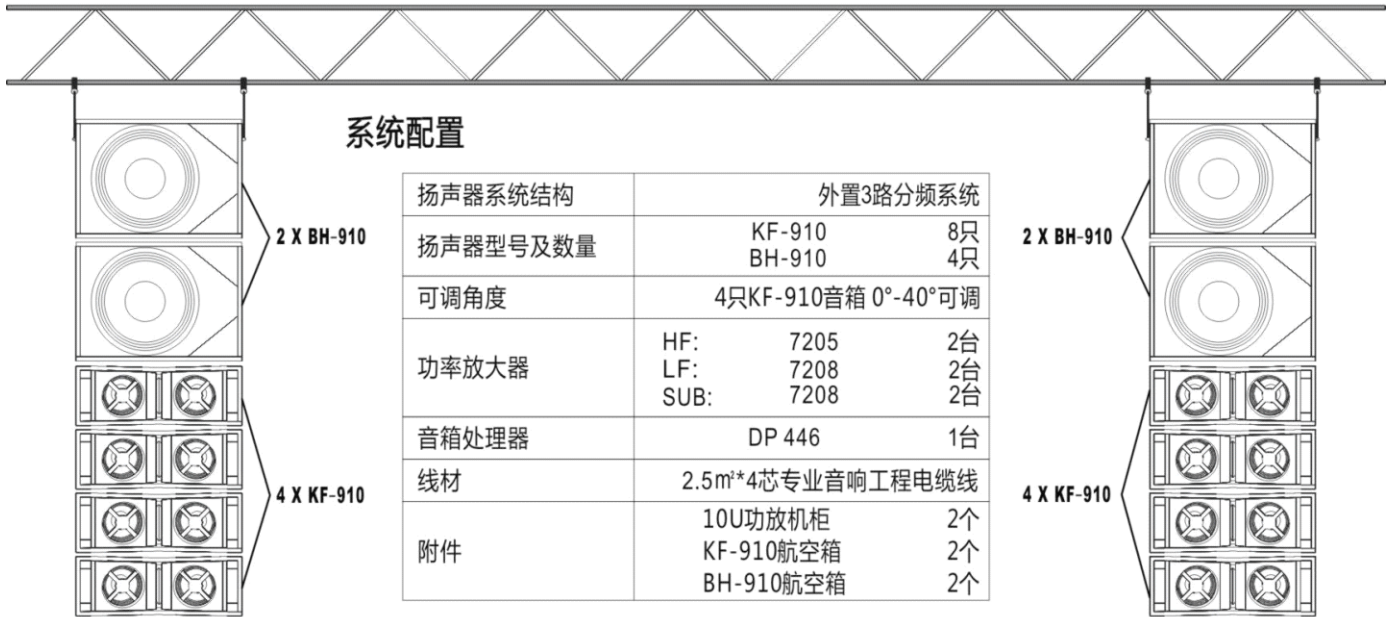 系统配置
扬声器系统结构 外置3路分频系统
2 X BH-910
扬声器型号及数量 KF-910 8只
BH-910 4只
2 X BH-910
可调角度 4只KF-910音箱 0°-40°可调
功率放大器 HF: 7205 2台
LF: 7208 2台
SUB: 7208 2台
音箱处理器 DP 446 1台
线材 2.5㎡*4芯专业音响工程电缆线
4 X KF-910
4 X KF-910
附件 10U功放机柜 2个
KF-910航空箱 2个
BH-910航空箱 2个